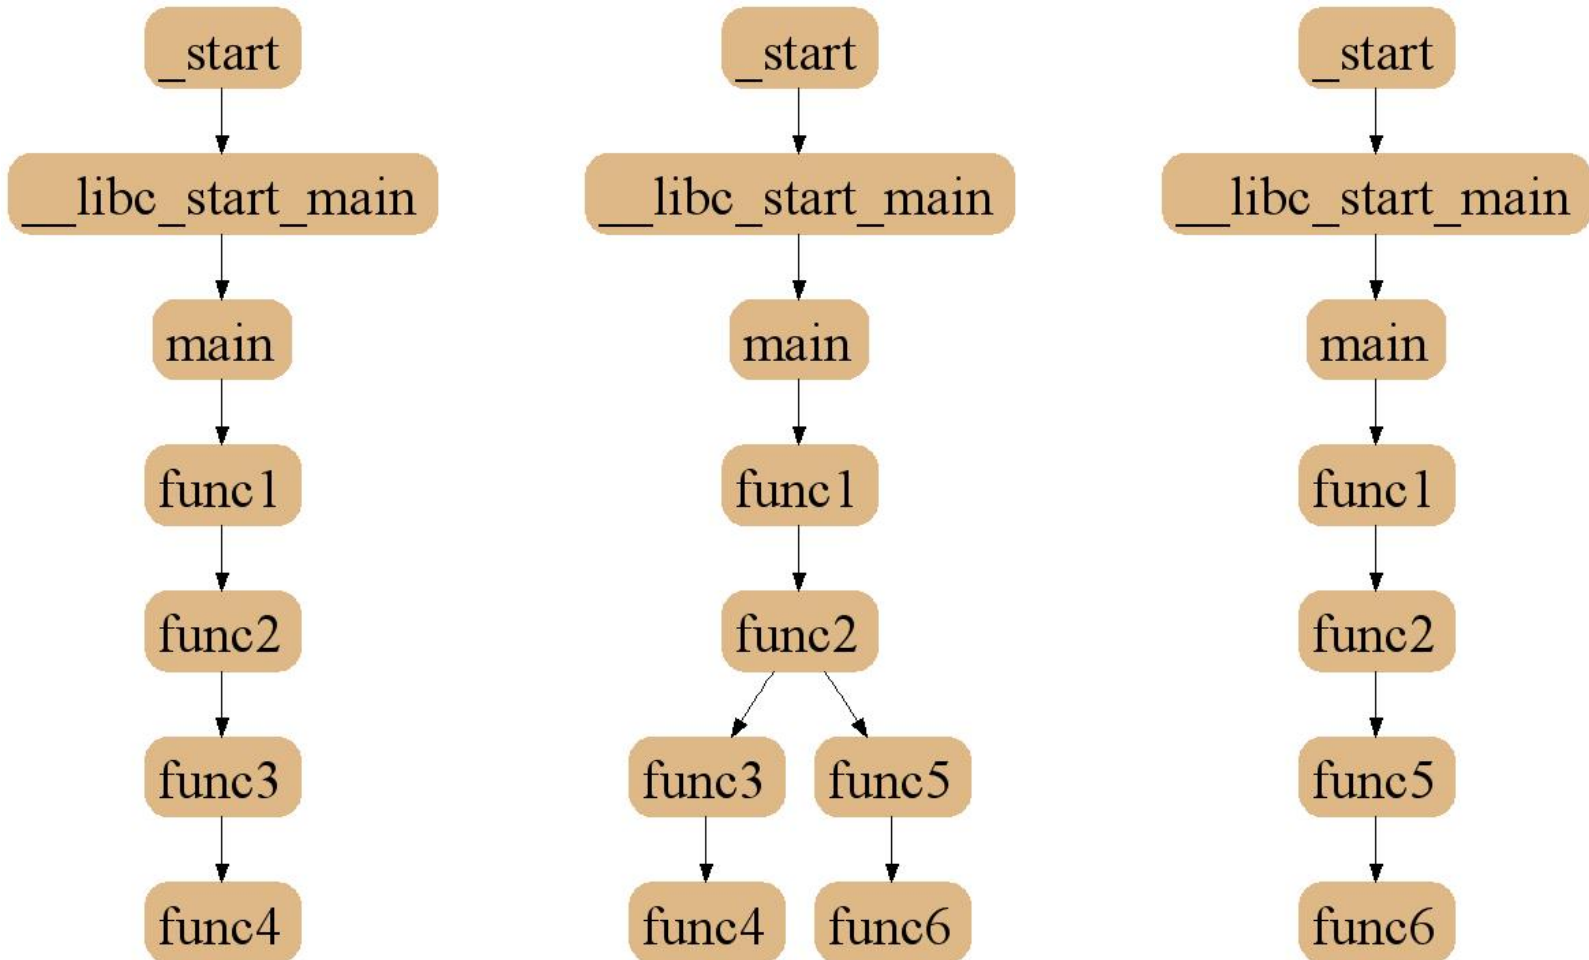 _start
__libc_start_main
main
func1
func2
func3
func4
_start
__libc_start_main
main
func1
func2
func3 func5
func4 func6
_start
__libc_start_main
main
func1
func2
func5
func6